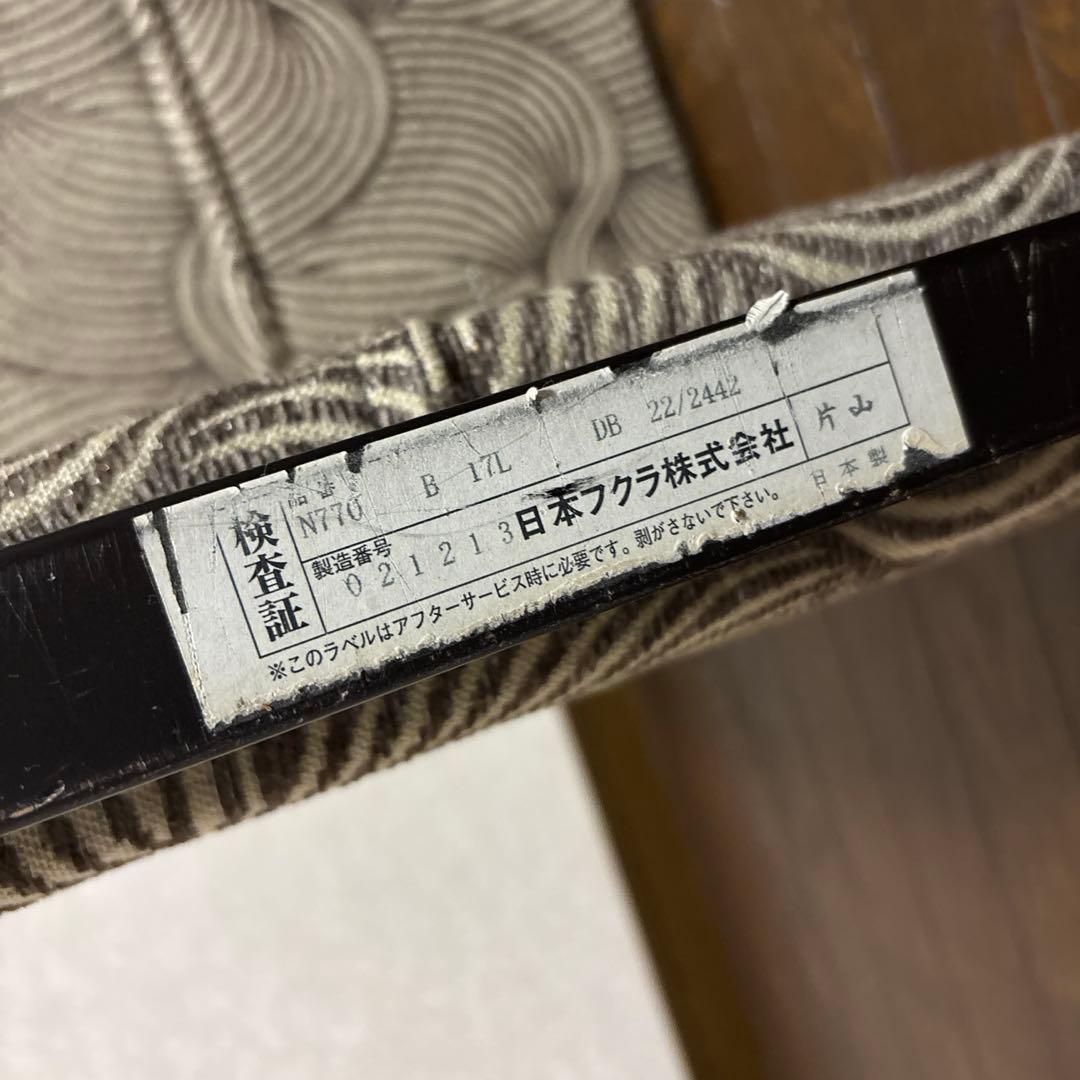 検査証
品番
N770 B 17L DB 22/2442
製造番号
021213 日本フクラ株式会社 片山
※このラベルはアフターサービス時に必要です。剥がさないで下さい。 日本製